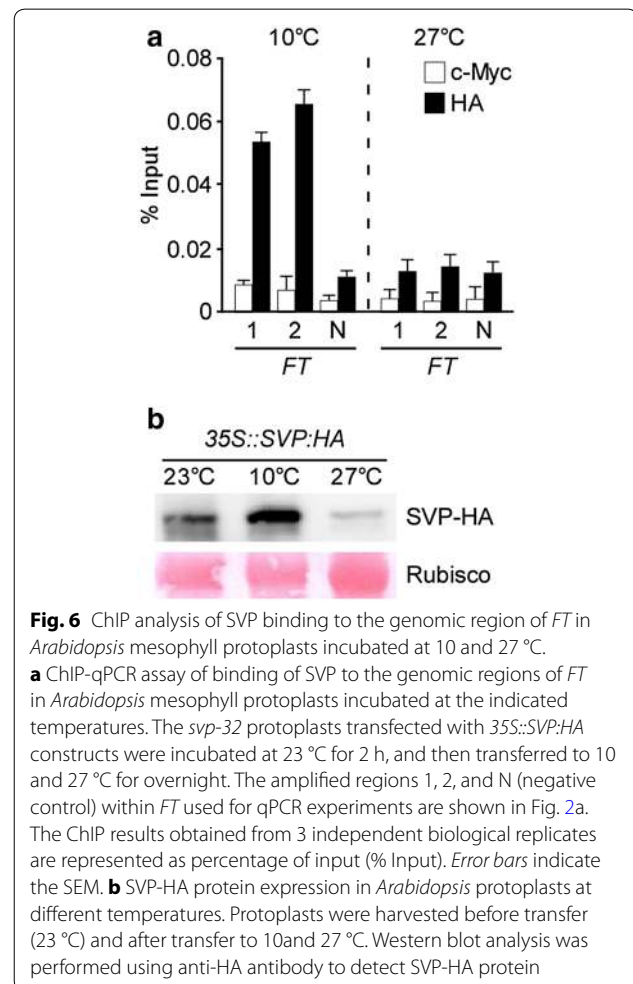 a
10°C 27°C
c-Myc
HA
% Input
0.08
0.06
0.04
0.02
0
1 2 N 1 2 N
FT FT
b
35S::SVP:HA
23°C 10°C 27°C
SVP-HA
Rubisco
Fig. 6 ChIP analysis of SVP binding to the genomic region of FT in
Arabidopsis mesophyll protoplasts incubated at 10 and 27 °C.
a ChIP-qPCR assay of binding of SVP to the genomic regions of FT
in Arabidopsis mesophyll protoplasts incubated at the indicated
temperatures. The svp-32 protoplasts transfected with 35S::SVP:HA
constructs were incubated at 23 °C for 2 h, and then transferred to 10
and 27 °C for overnight. The amplified regions 1, 2, and N (negative
control) within FT used for qPCR experiments are shown in Fig. 2a.
The ChIP results obtained from 3 independent biological replicates
are represented as percentage of input (% Input). Error bars indicate
the SEM. b SVP-HA protein expression in Arabidopsis protoplasts at
different temperatures. Protoplasts were harvested before transfer
(23 °C) and after transfer to 10and 27 °C. Western blot analysis was
performed using anti-HA antibody to detect SVP-HA protein